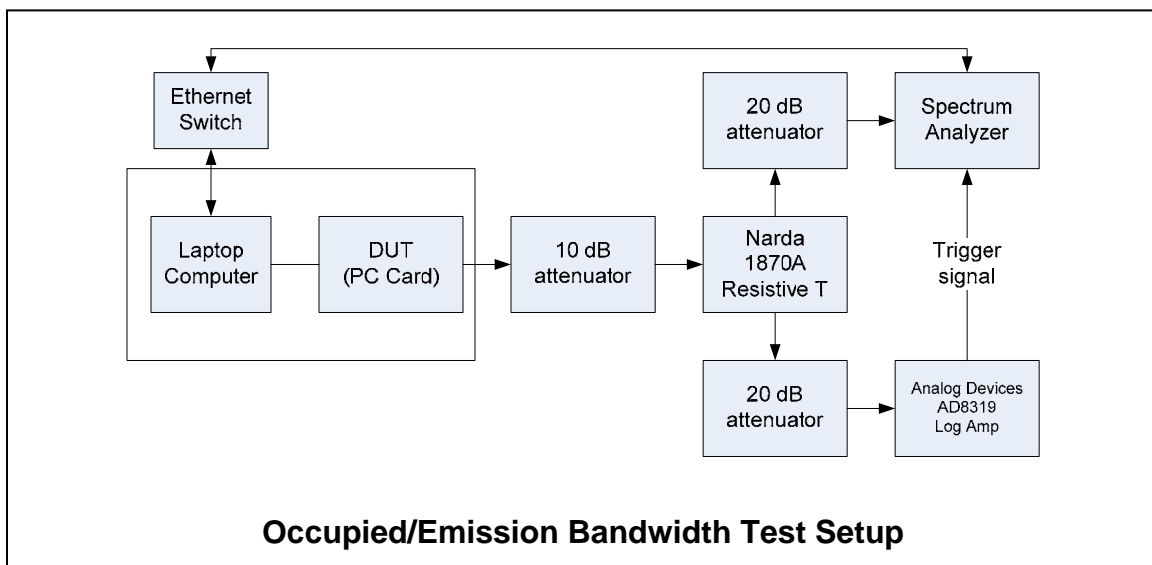 Ethernet
Switch
20 dB
attenuator
Spectrum
Analyzer
Laptop
Computer
DUT
(PC Card)
10 dB
attenuator
Narda
1870A
Resistive T
Trigger
signal
20 dB
attenuator
Analog Devices
AD8319
Log Amp
Occupied/Emission Bandwidth Test Setup